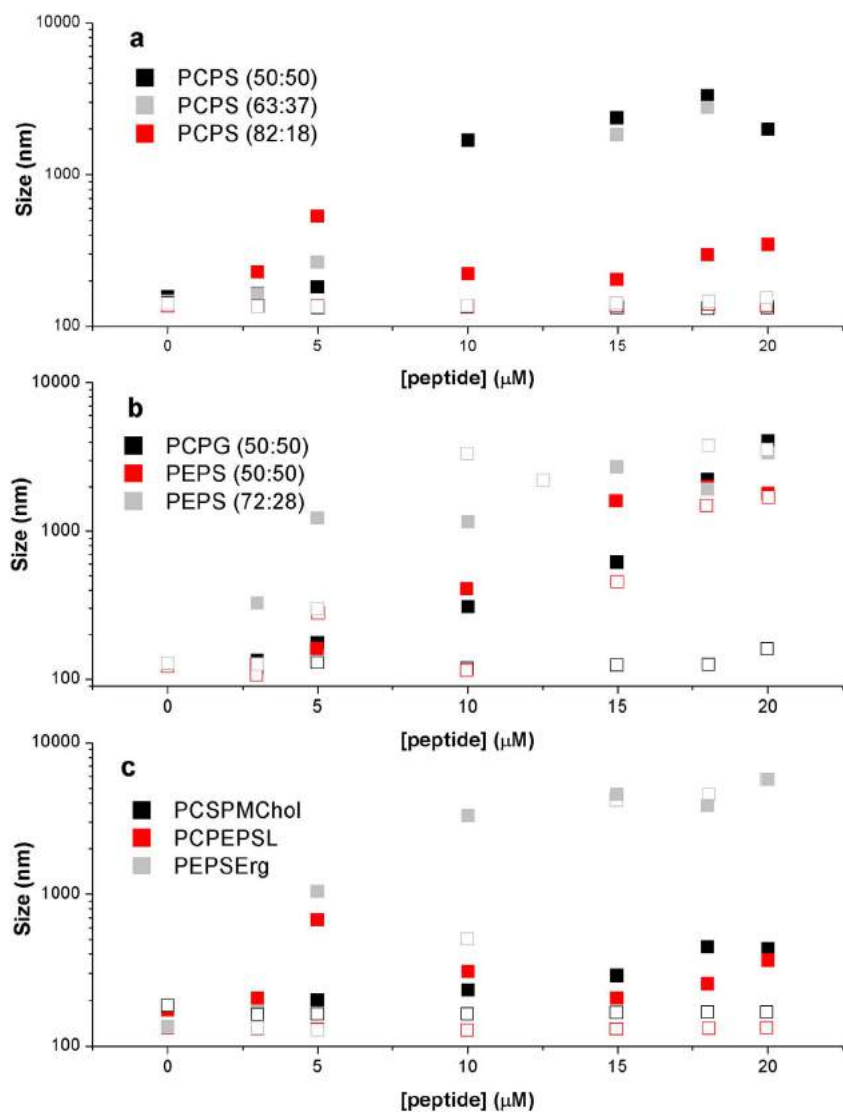 a
PCPS (50:50)
PCPS (63:37)
PCPS (82:18)
10000
1000
100
Size (nm)
0 5 10 15 20
[peptide] (μM)
b
PCPG (50:50)
PEPS (50:50)
PEPS (72:28)
10000
1000
100
Size (nm)
0 5 10 15 20
[peptide] (μM)
c
PCSPMChol
PCPEPSL
PEPSErg
10000
1000
100
Size (nm)
0 5 10 15 20
[peptide] (μM)